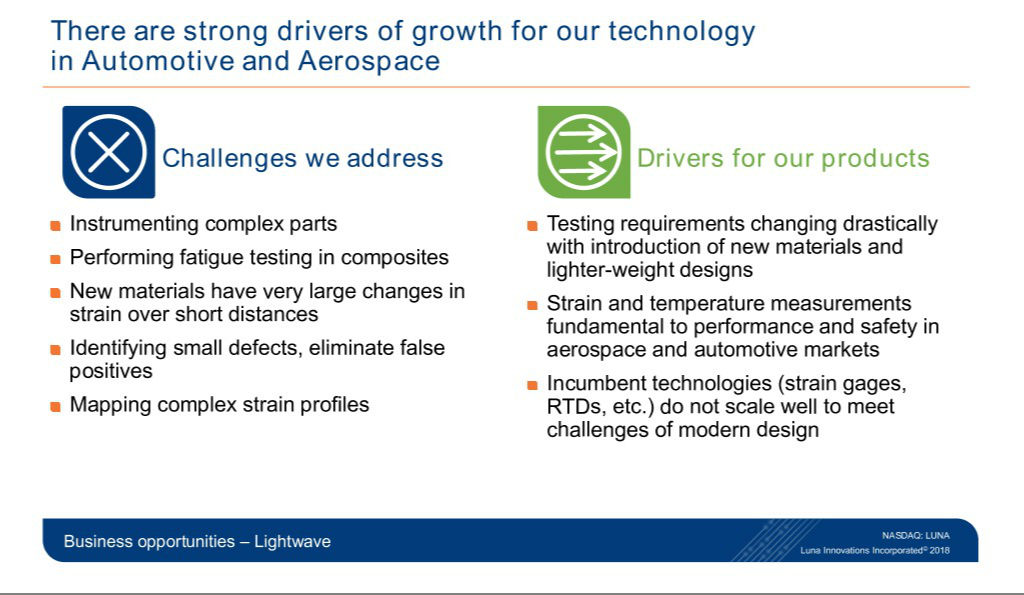 There are strong drivers of growth for our technology
in Automotive and Aerospace
Challenges we address
Instrumenting complex parts
Performing fatigue testing in composites
New materials have very large changes in
strain over short distances
Identifying small defects, eliminate false
positives
Mapping complex strain profiles
Drivers for our products
Testing requirements changing drastically
with introduction of new materials and
lighter-weight designs
Strain and temperature measurements
fundamental to performance and safety in
aerospace and automotive markets
Incumbent technologies (strain gages,
RTDs, etc.) do not scale well to meet
challenges of modern design
Business opportunities – Lightwave
NASDAQ: LUNA
Luna Innovations Incorporated© 2018